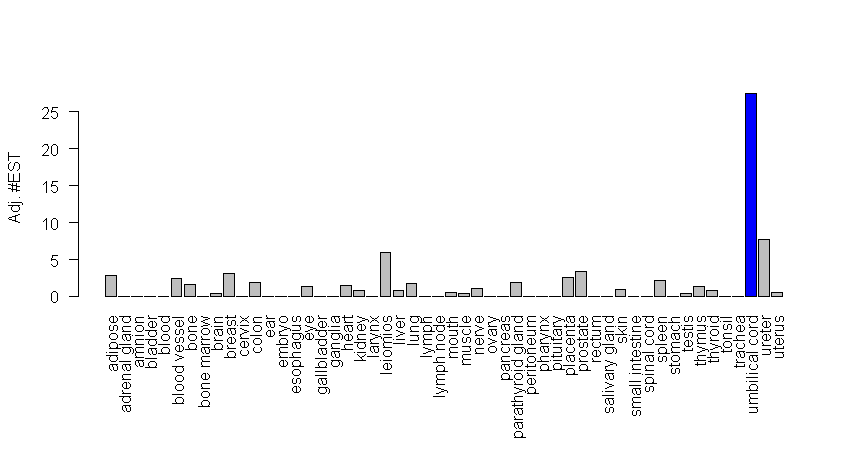 Adj. #EST
25
20
15
10
5
0
adipose
adrenal gland
amnion
bladder
blood
blood vessel
bone
bone marrow
brain
breast
cervix
colon
ear
embryo
esophagus
eye
gallbladder
ganglia
heart
kidney
larynx
leiomios
liver
lung
lymph
lymph node
mouth
muscle
nerve
ovary
pancreas
parathyroid gland
peritoneum
pharynx
pituitary
placenta
prostate
rectum
salivary gland
skin
small intestine
spinal cord
spleen
stomach
testis
thymus
thyroid
tonsil
trachea
umbilical cord
ureter
uterus